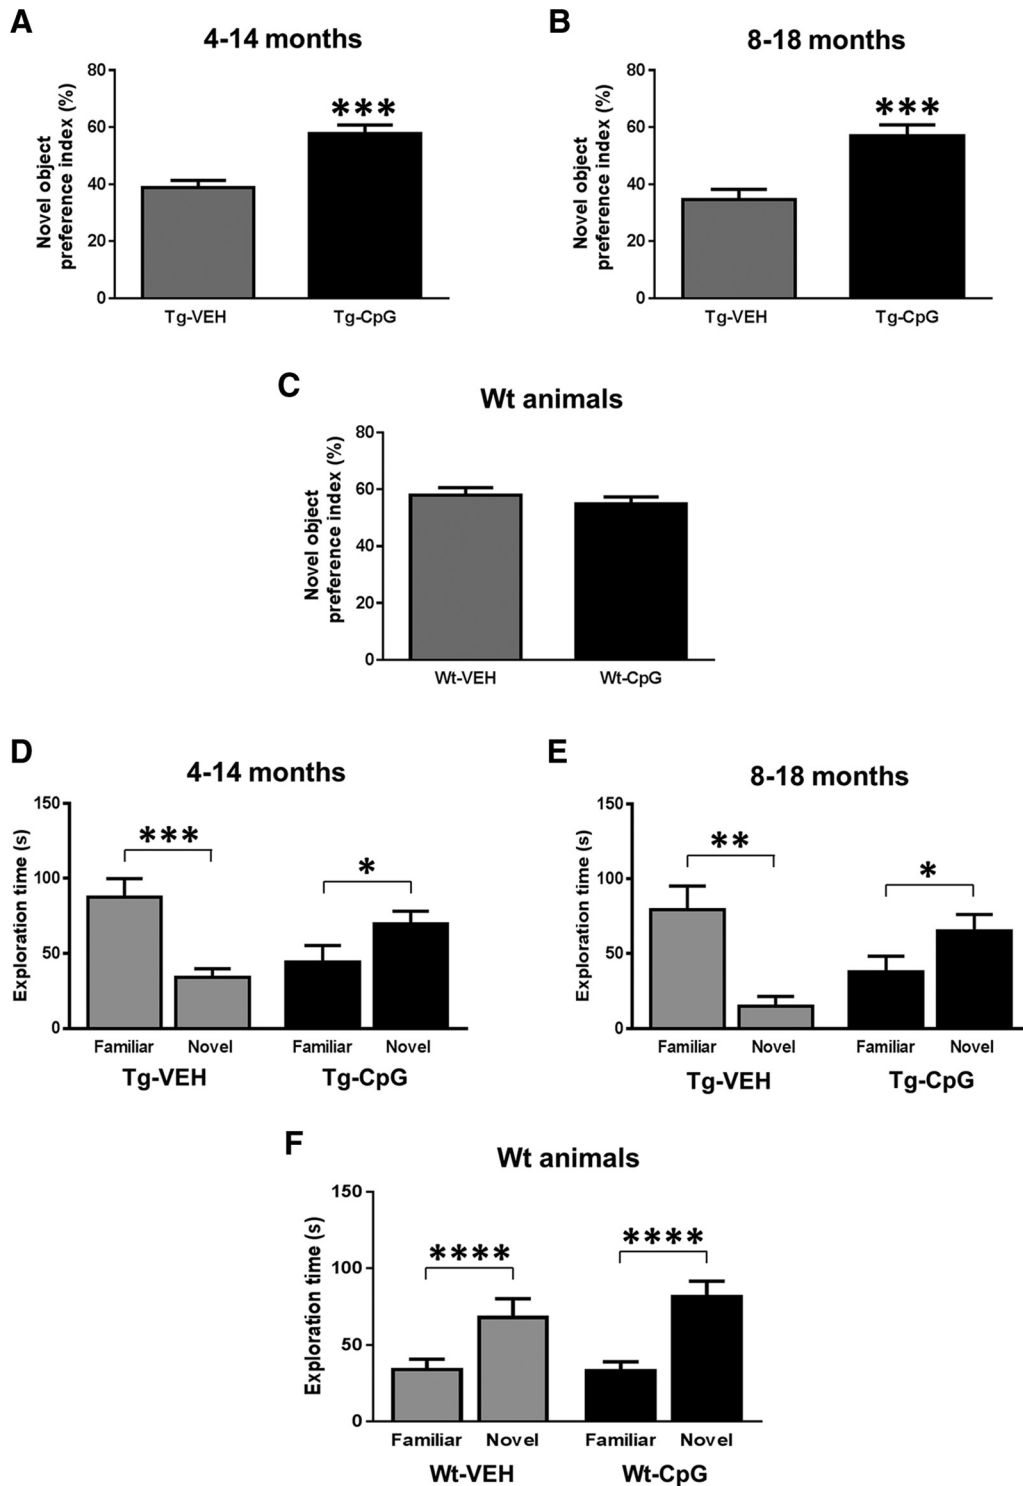 A
4-14 months
Novel object
preference index (%)
80
60
40
20
0
***
Tg-VEH
Tg-CpG
B
8-18 months
Novel object
preference index (%)
80
60
40
20
0
***
Tg-VEH
Tg-CpG
C
Wt animals
Novel object
preference index (%)
80
60
40
20
0
Wt-VEH
Wt-CpG
D
4-14 months
Exploration time (s)
150
100
50
0
***
*
Familiar Novel Familiar Novel
Tg-VEH Tg-CpG
E
8-18 months
Exploration time (s)
150
100
50
0
**
*
Familiar Novel Familiar Novel
Tg-VEH Tg-CpG
F
Wt animals
Exploration time (s)
150
100
50
0
****
****
Familiar Novel Familiar Novel
Wt-VEH Wt-CpG